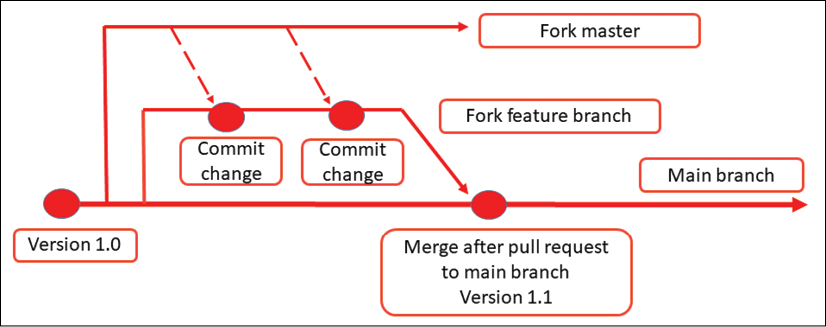 Fork master
Fork feature branch
Commit
change
Commit
change
Main branch
Version 1.0
Merge after pull request
to main branch
Version 1.1